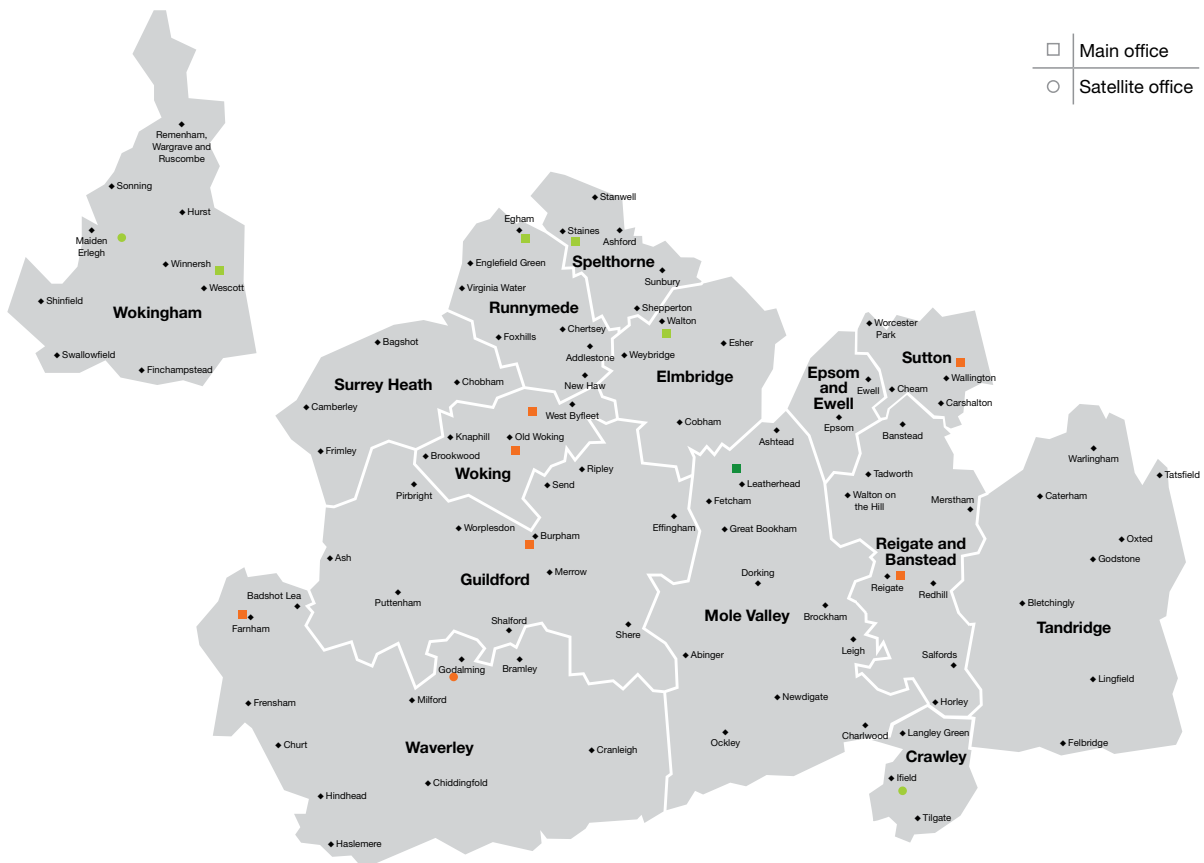 Main office
Satellite office
Remenham,
Wargrave and
Ruscombe
Sonning
Hurst
Maiden
Erlegh
Winnersh
Wescott
Shinfield
Wokingham
Swallowfield
Finchampstead
Stanwell
Egham
Staines
Ashford
Spelthorne
Englefield Green
Sunbury
Virginia Water
Runnymede
Shepperton
Walton
Foxhills
Chertsey
Addlestone
New Haw
Weybridge
Esher
Elmbridge
Cobham
Bagshot
Surrey Heath
Chobham
Camberley
Frimley
West Byfleet
Knaphill
Old Woking
Brookwood
Woking
Worcester
Park
Sutton
Wallington
Cheam
Carshalton
Epsom
and
Ewell
Ewell
Epsom
Banstead
Ashtead
Leatherhead
Fetcham
Great Bookham
Tadworth
Walton on
the Hill
Merstham
Warlingham
Tatsfield
Caterham
Oxted
Godstone
Bletchingly
Tandridge
Lingfield
Felbridge
Ripley
Send
Pirbright
Worplesdon
Burpham
Effingham
Ash
Guildford
Merrow
Puttenham
Shalford
Shere
Reigate and
Banstead
Reigate
Redhill
Dorking
Mole Valley
Brockham
Leigh
Salfords
Abinger
Newdigate
Horley
Ockley
Charlwood
Badshot Lea
Farnham
Godalming
Bramley
Frensham
Milford
Churt
Waverley
Cranleigh
Chiddingfold
Hindhead
Haslemere
Langley Green
Crawley
Ifield
Tilgate